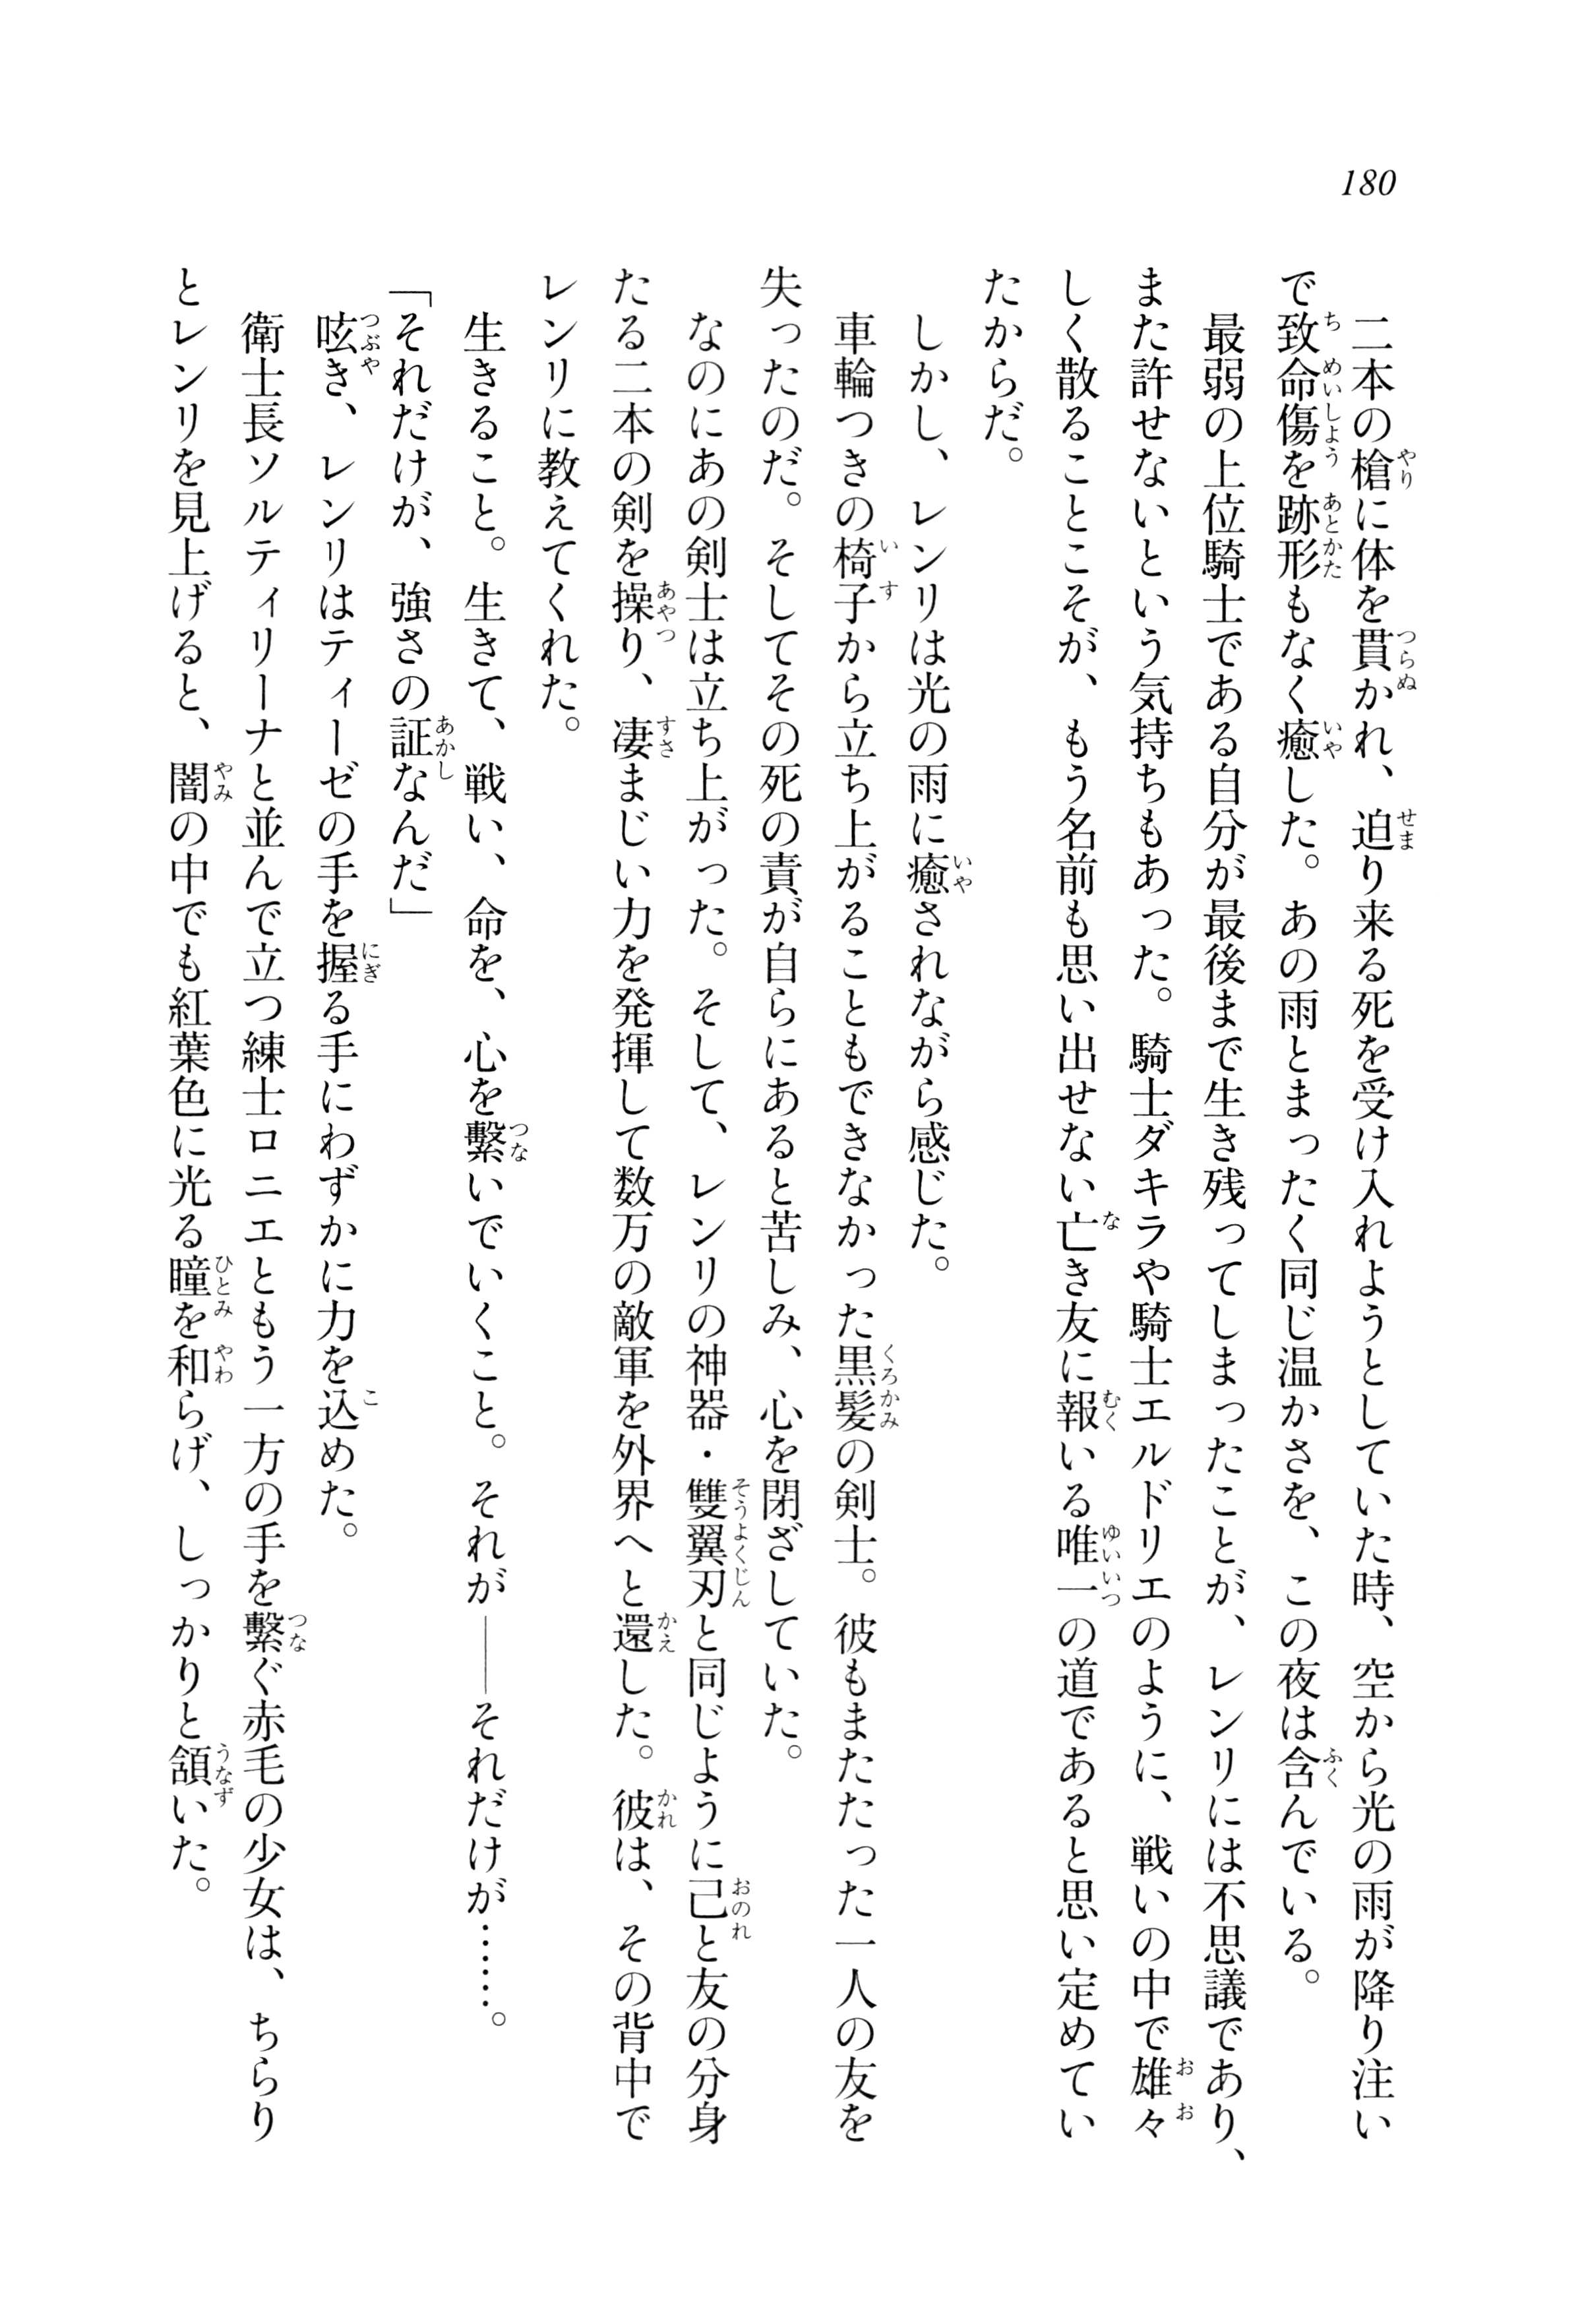 180
二本の槍に体を貫かれ、迫り来る死を受け入れようとしていた時、空から光の雨が降り注い
で致命傷を跡形もなく癒した。あの雨とまったく同じ温かさを、この夜は含んでいる。
最弱の上位騎士である自分が最後まで生き残ってしまったことが、レンリには不思議であり、
また許せないという気持ちもあった。騎士ダキラや騎士エルドリエのように、戦いの中で雄々
しく散ることこそが、もう名前も思い出せない亡き友に報いる唯一の道であると思い定めてい
たからだ。
しかし、レンリは光の雨に癒されながら感じた。
車輪つきの椅子から立ち上がることもできなかった黒髪の剣士。彼もまたたった一人の友を
失ったのだ。そしてその死の責が自らにあると苦しみ、心を閉ざしていた。
なのにあの剣士は立ち上がった。そして、レンリの神器・雙翼刃と同じように己と友の分身
たる二本の剣を操り、凄まじい力を発揮して数万の敵軍を外界へと還した。彼は、その背中で
レンリに教えてくれた。
生きること。生きて、戦い、命を、心を繫いでいくこと。それが――それだけが……。
「それだけが、強さの証なんだ」
呟き、レンリはティーゼの手を握る手にわずかに力を込めた。
衛士長ソルティリーナと並んで立つ練士ロニエともう一方の手を繫ぐ赤毛の少女は、ちらり
とレンリを見上げると、闇の中でも紅葉色に光る瞳を和らげ、しっかりと頷いた。